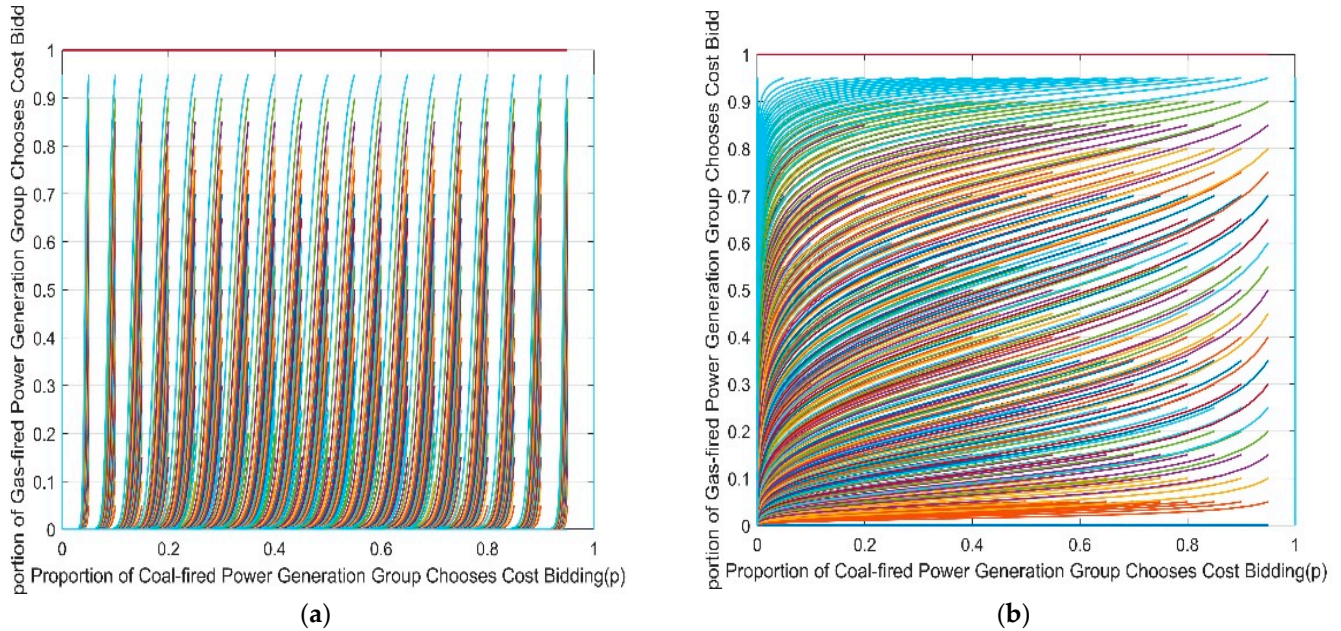 portion of Gas-fired Power Generation Group Chooses Cost Bidd
1
0.9
0.8
0.7
0.6
0.5
0.4
0.3
0.2
0.1
0
0 0.2 0.4 0.6 0.8 1
Proportion of Coal-fired Power Generation Group Chooses Cost Bidding(p)
(a)
portion of Gas-fired Power Generation Group Chooses Cost Bidd
1
0.9
0.8
0.7
0.6
0.5
0.4
0.3
0.2
0.1
0
0 0.2 0.4 0.6 0.8 1
Proportion of Coal-fired Power Generation Group Chooses Cost Bidding(p)
(b)